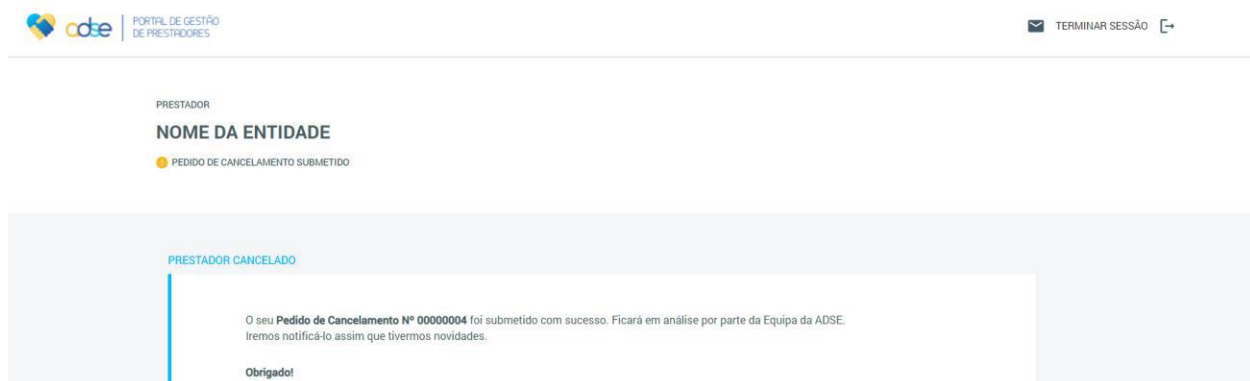 adse
PORTAL DE GESTÃO
DE PRESTADORES
TERMINAR SESSÃO
PRESTADOR
NOME DA ENTIDADE
PEDIDO DE CANCELAMENTO SUBMETIDO
PRESTADOR CANCELADO
O seu Pedido de Cancelamento Nº 00000004 foi submetido com sucesso. Ficará em análise por parte da Equipa da ADSE.
Iremos notificá-lo assim que tivermos novidades.
Obrigado!